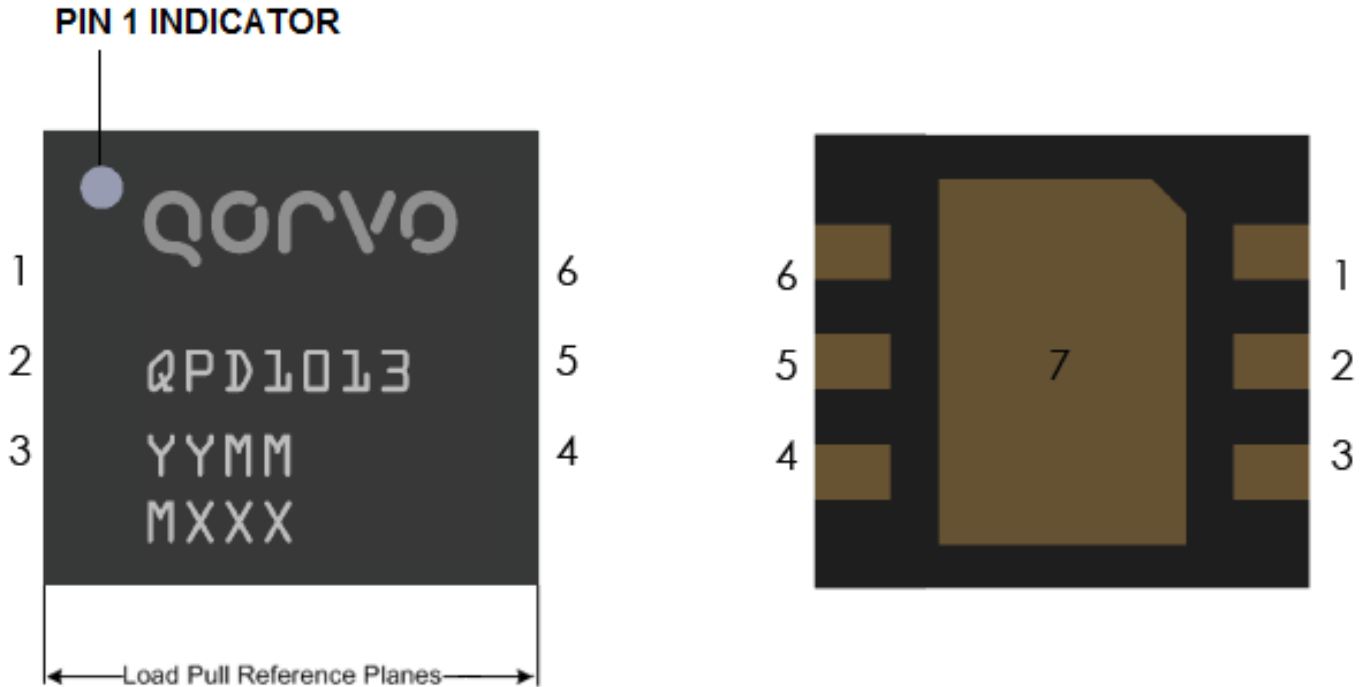 PIN 1 INDICATOR
QORVO
1
6
6
1
2
QPD1013
5
5
7
2
3
YYMM
4
4
3
MXXX
Load Pull Reference Planes